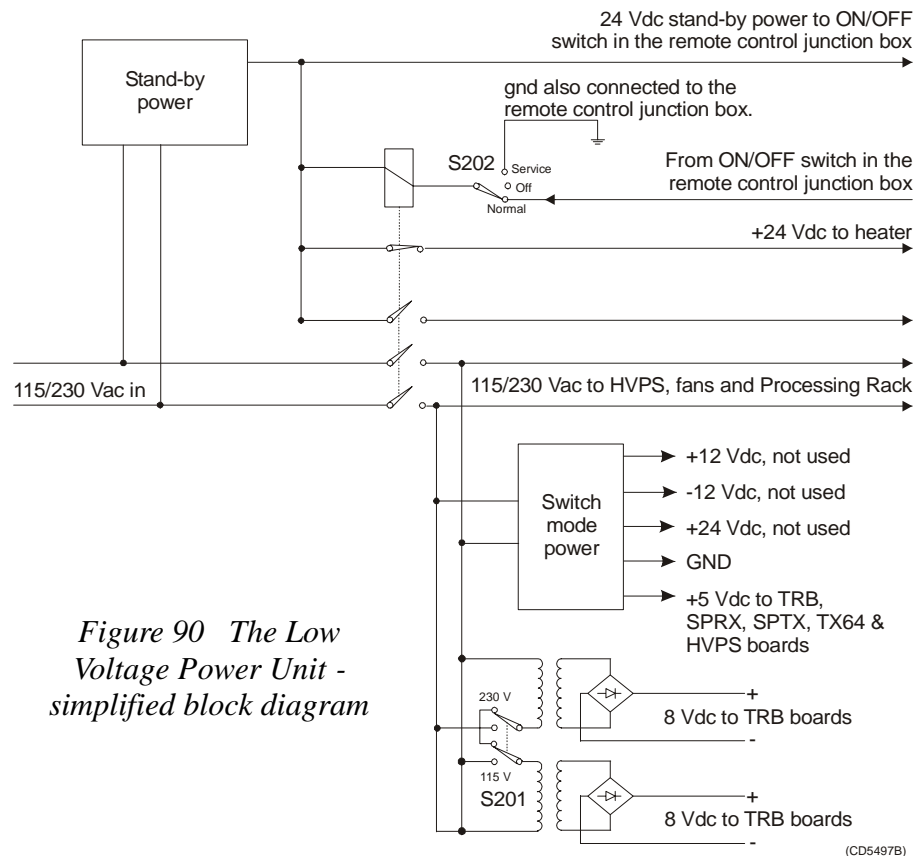 24 Vdc stand-by power to ON/OFF
switch in the remote control junction box
Stand-by
power
gnd also connected to the
remote control junction box.
S202
Service
Off
Normal
From ON/OFF switch in the
remote control junction box
+24 Vdc to heater
115/230 Vac in
115/230 Vac to HVPS, fans and Processing Rack
Switch
mode
power
+12 Vdc, not used
-12 Vdc, not used
+24 Vdc, not used
GND
+5 Vdc to TRB,
SPRX, SPTX, TX64 &
HVPS boards
Figure 90 The Low
Voltage Power Unit -
simplified block diagram
230 V
115 V
S201
+
8 Vdc to TRB boards
-
+
8 Vdc to TRB boards
-
(CD5497B)